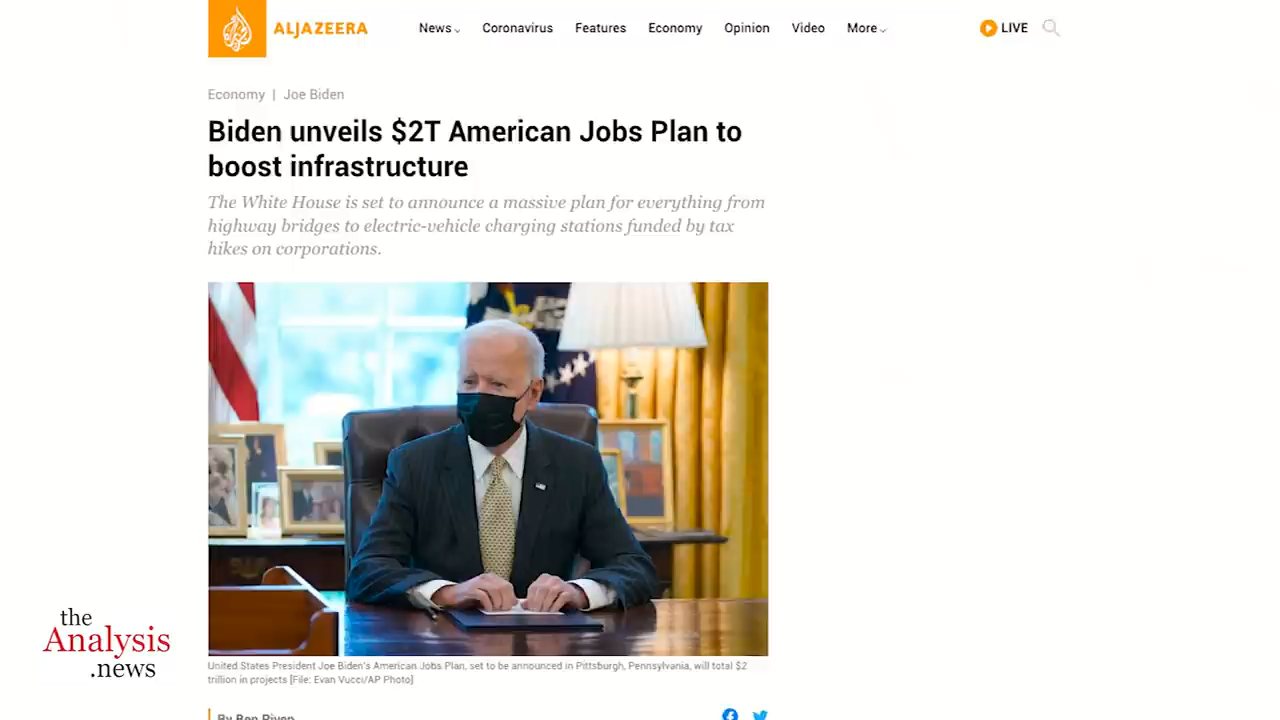 ALJAZEERA
News Coronavirus Features Economy Opinion Video More LIVE
Economy | Joe Biden
Biden unveils $2T American Jobs Plan to
boost infrastructure
The White House is set to announce a massive plan for everything from
highway bridges to electric-vehicle charging stations funded by tax
hikes on corporations.
the
Analysis
.news
United States President Joe Biden's American Jobs Plan, set to be announced in Pittsburgh, Pennsylvania, will total $2
trillion in projects [File: Evan Vucci/AP Photo]
By Ben Piven